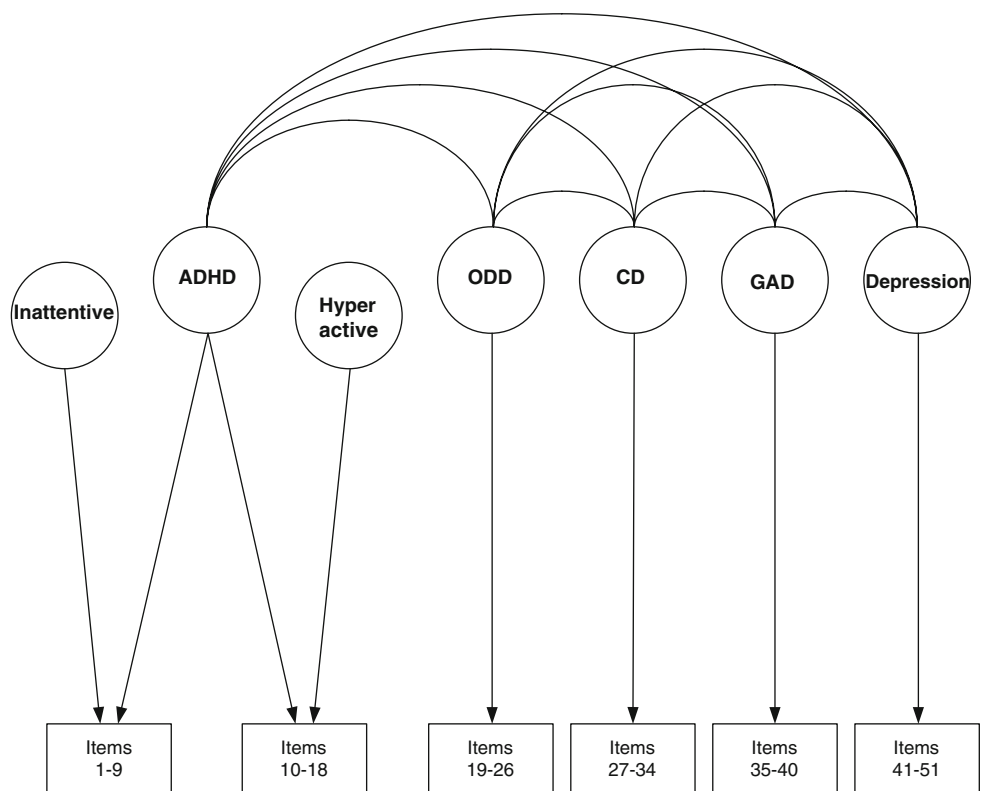 ADHD
ODD
CD
GAD
Depression
Inattentive
Hyper
active
Items
1-9
Items
10-18
Items
19-26
Items
27-34
Items
35-40
Items
41-51